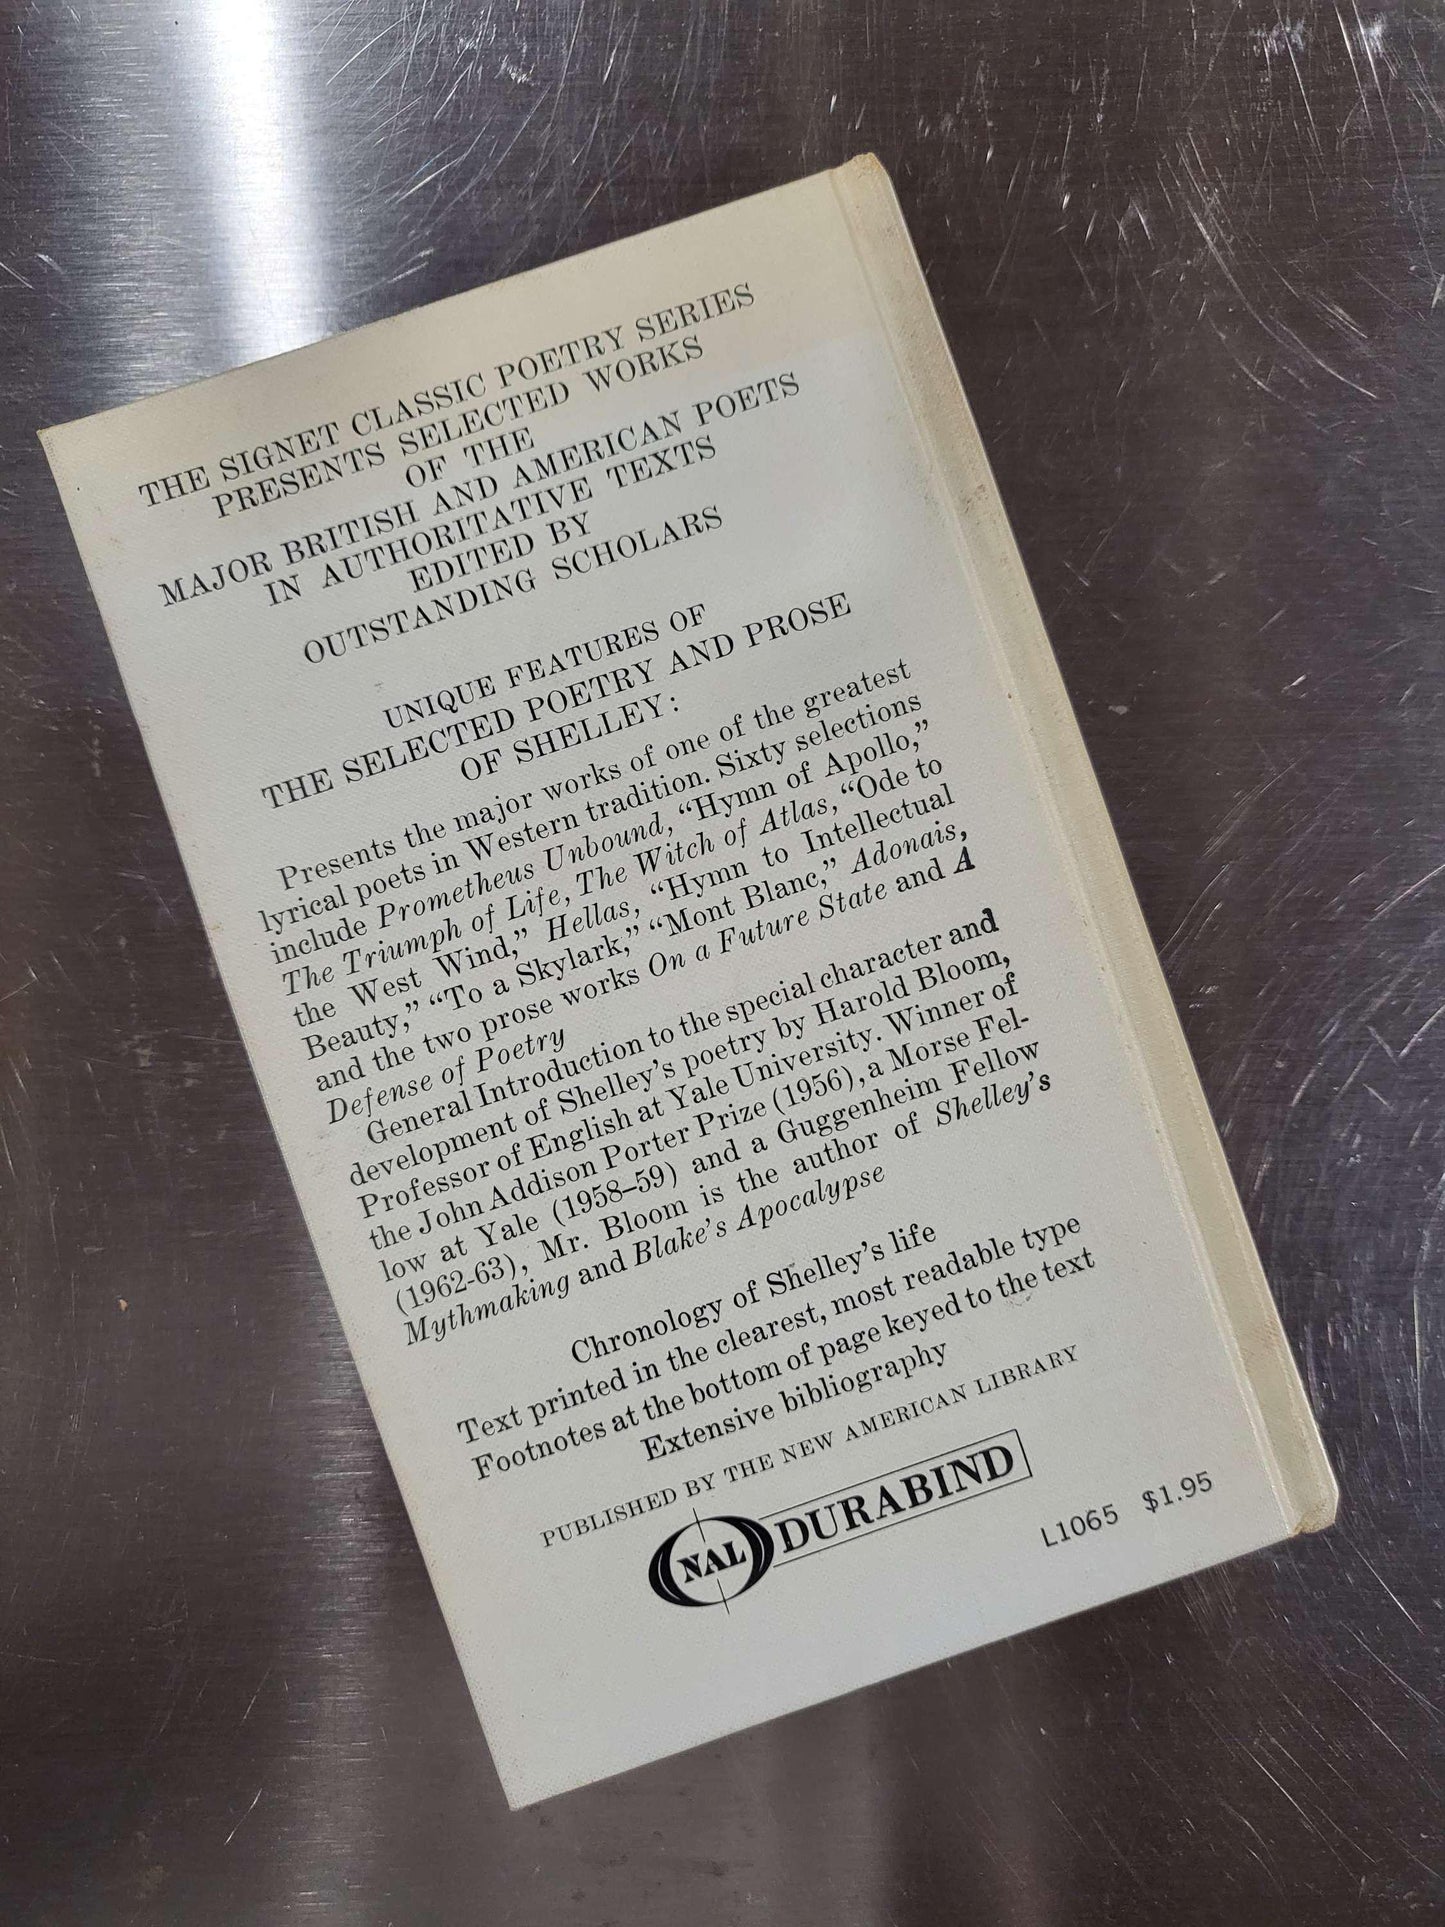 THE SIGNET CLASSIC POETRY SERIES
PRESENTS SELECTED WORKS
OF THE
MAJOR BRITISH AND AMERICAN POETS
IN AUTHORITATIVE TEXTS
EDITED BY
OUTSTANDING SCHOLARS
UNIQUE FEATURES OF
THE SELECTED POETRY AND PROSE
OF SHELLEY:
Presents the major works of one of the greatest
lyrical poets in Western tradition. Sixty selections
include Prometheus Unbound, “Hymn of Apollo,”
The Triumph of Life, The Witch of Atlas, “Ode to
the West Wind,” Hellas, “Hymn to Intellectual
Beauty,” “To a Skylark,” “Mont Blanc,” Adonais,
and the two prose works On a Future State and A
Defense of Poetry
General Introduction to the special character and
development of Shelley’s poetry by Harold Bloom,
Professor of English at Yale University. Winner of
the John Addison Porter Prize (1956), a Morse Fel-
low at Yale (1958–59) and a Guggenheim Fellow
(1962-63), Mr. Bloom is the author of Shelley’s
Mythmaking and Blake’s Apocalypse
Chronology of Shelley’s life
Text printed in the clearest, most readable type
Footnotes at the bottom of page keyed to the text
Extensive bibliography
PUBLISHED BY THE NEW AMERICAN LIBRARY
NAL DURABIND
L1065 $1.95